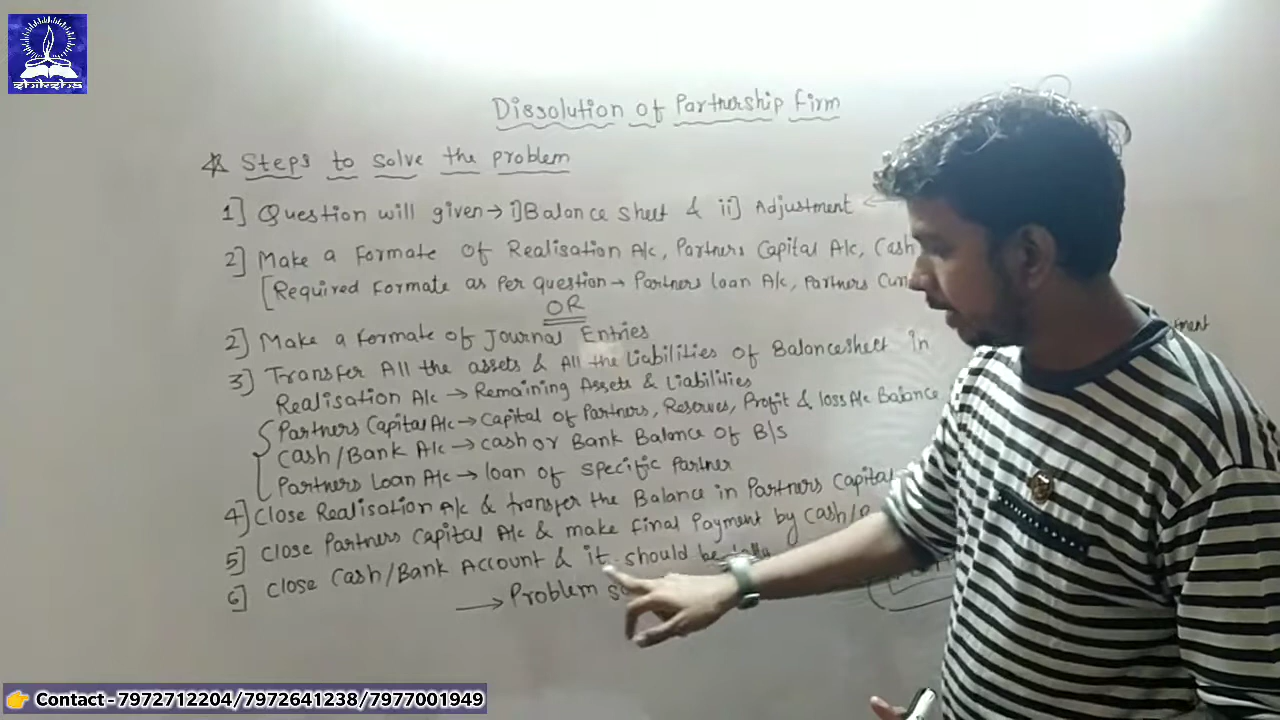 shiksha
Dissolution of Partnership Firm
☆ Steps to solve the problem
1] Question will given → i] Balance sheet & ii] Adjustment ←
2] Make a Formate of Realisation A/c, Partners Capital A/c, Cash
[Required Formate as per question → Partners loan A/c, Partners
OR
2] Make a Formate of Journal Entries
3] Transfer All the assets & All the Liabilities of Balancesheet in
Realisation A/c → Remaining Assets & Liabilities
Partners Capital A/c → Capital of Partners, Reserves, Profit & loss A/c Balance
Cash/Bank A/c → cash or Bank Balance of B/s
Partners Loan A/c → loan of specific Partner
4] Close Realisation A/c & transfer the Balance in Partners Capital
5] Close Partners Capital A/c & make final Payment by Cash/
6] Close Cash/Bank Account & it should be
→ Problem
👉 Contact - 7972712204/7972641238/7977001949